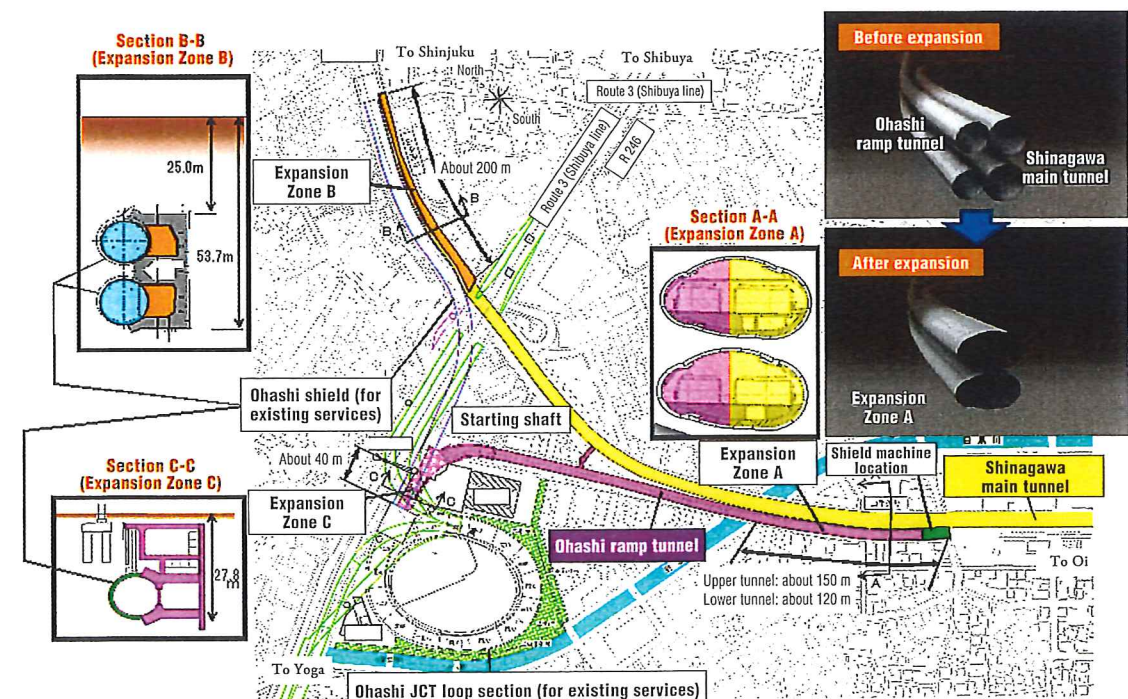 Section B-B
(Expansion Zone B)
25.0m
53.7m
To Shinjuku
North
South
To Shibuya
Route 3 (Shibuya line)
Route 3 (Shibuya line)
R 246
About 200 m
Expansion
Zone B
B
B
Section A-A
(Expansion Zone A)
Before expansion
Ohashi
ramp tunnel
Shinagawa
main tunnel
After expansion
Expansion
Zone A
Ohashi shield (for
existing services)
Starting shaft
About 40 m
C
C
Expansion
Zone C
Section C-C
(Expansion Zone C)
27.8
m
Ohashi ramp tunnel
Expansion
Zone A
Shield machine
location
Shinagawa
main tunnel
To Oi
A
Upper tunnel: about 150 m
Lower tunnel: about 120 m
To Yoga
Ohashi JCT loop section (for existing services)